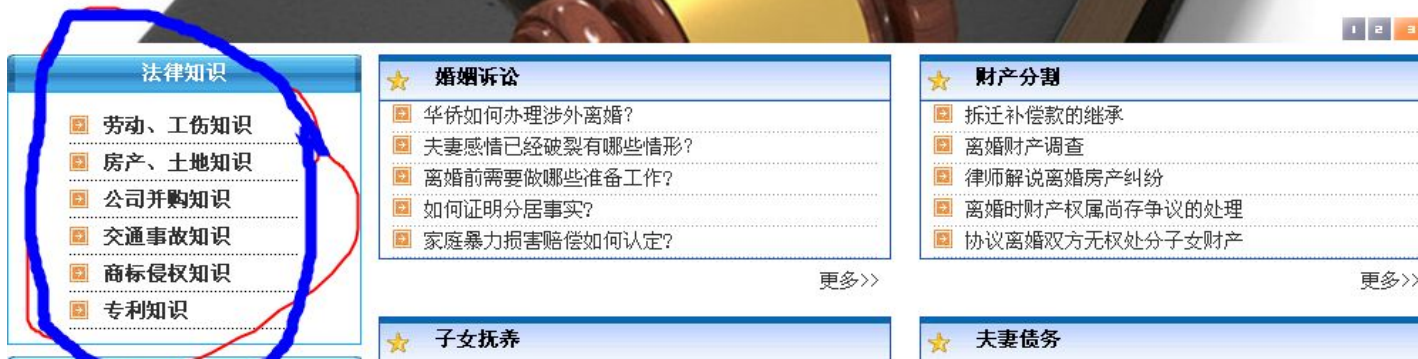 1 2 3
法律知识
劳动、工伤知识
房产、土地知识
公司并购知识
交通事故知识
商标侵权知识
专利知识
婚姻诉讼
华侨如何办理涉外离婚?
夫妻感情已经破裂有哪些情形?
离婚前需要做哪些准备工作?
如何证明分居事实?
家庭暴力损害赔偿如何认定?
更多>>
财产分割
拆迁补偿款的继承
离婚财产调查
律师解说离婚房产纠纷
离婚时财产权属尚存争议的处理
协议离婚双方无权处分子女财产
更多>>
子女抚养
夫妻债务